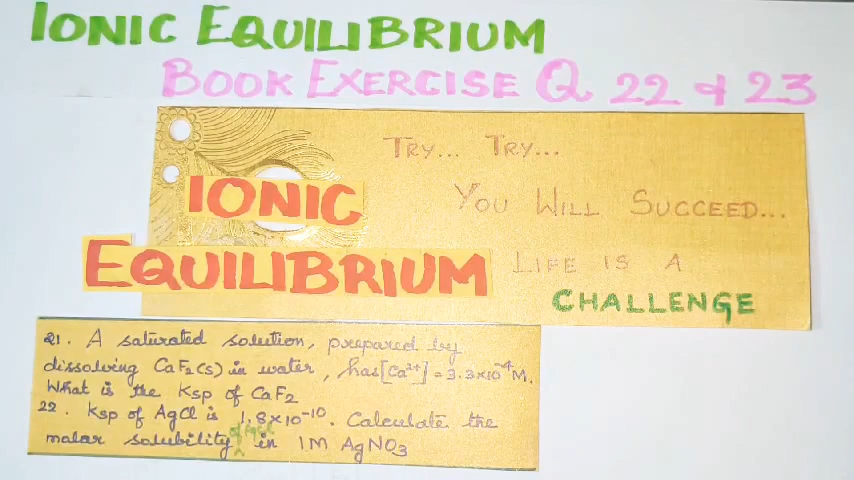 IONIC EQUILIBRIUM
BOOK EXERCISE Q 22 & 23
TRY... TRY...
YOU WILL SUCCEED...
LIFE IS A
CHALLENGE
IONIC
EQUILIBRIUM
21. A saturated solution, prepared by
dissolving CaF₂(s) in water, has [Ca²⁺] = 3.3×10⁻⁴M.
What is the Ksp of CaF₂
22. Ksp of AgCl is 1.8×10⁻¹⁰. Calculate the
molar solubility of AgCl in 1M AgNO₃